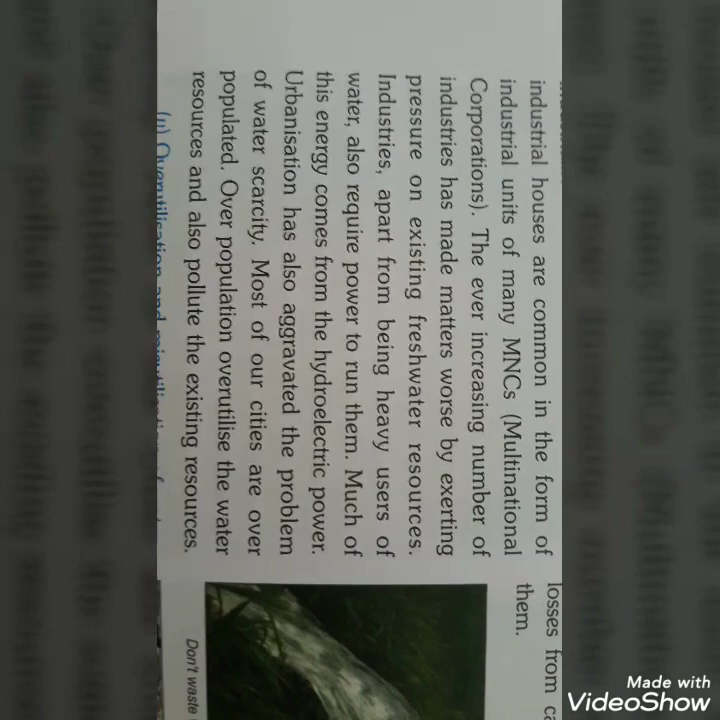 industrial houses are common in the form of
industrial units of many MNCs (Multinational
Corporations). The ever increasing number of
industries has made matters worse by exerting
pressure on existing freshwater resources.
Industries, apart from being heavy users of
water, also require power to run them. Much of
this energy comes from the hydroelectric power.
Urbanisation has also aggravated the problem
of water scarcity. Most of our cities are over
populated. Over population overutilise the water
resources and also pollute the existing resources.
losses from
them.
Don't waste
Made with
VideoShow